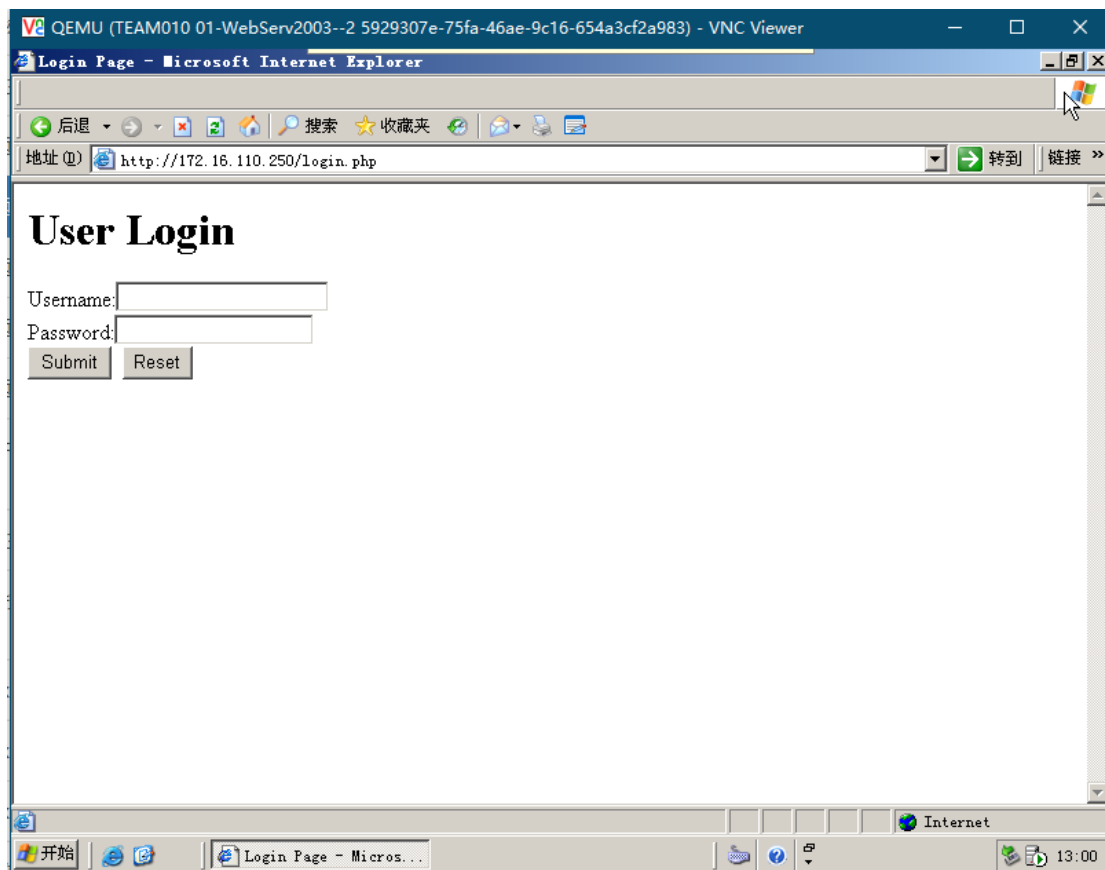 QEMU (TEAM010 01-WebServ2003--2 5929307e-75fa-46ae-9c16-654a3cf2a983) - VNC Viewer
Login Page - Microsoft Internet Explorer
后退 搜索 收藏夹
地址(D) http://172.16.110.250/login.php 转到 链接 »
User Login
Username:
Password:
Submit Reset
Internet
开始 Login Page - Micros... 13:00